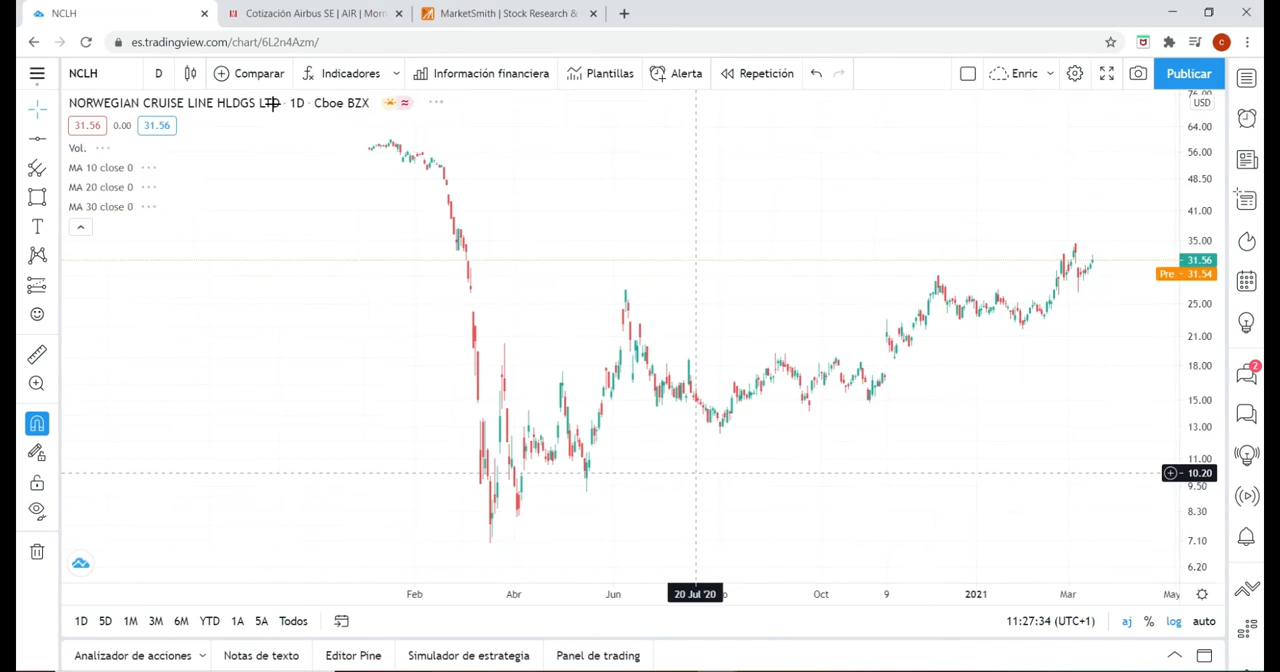 NCLH
Cotización Airbus SE | AIR | Morn
MarketSmith | Stock Research &
es.tradingview.com/chart/6L2n4Azm/
NCLH D Comparar Indicadores Información financiera Plantillas Alerta Repetición Enric Publicar
NORWEGIAN CRUISE LINE HLDGS LTD · 1D · Cboe BZX
31.56 0.00 31.56
Vol.
MA 10 close 0
MA 20 close 0
MA 30 close 0
76.00
USD
64.00
56.00
48.50
41.00
35.00
31.56
Pre 31.54
25.00
21.00
18.00
15.00
13.00
11.00
10.20
9.50
8.30
7.10
6.20
2
Feb Abr Jun 20 Jul '20 Oct 9 2021 Mar May
1D 5D 1M 3M 6M YTD 1A 5A Todos 11:27:34 (UTC+1) aj % log auto
Analizador de acciones Notas de texto Editor Pine Simulador de estrategia Panel de trading